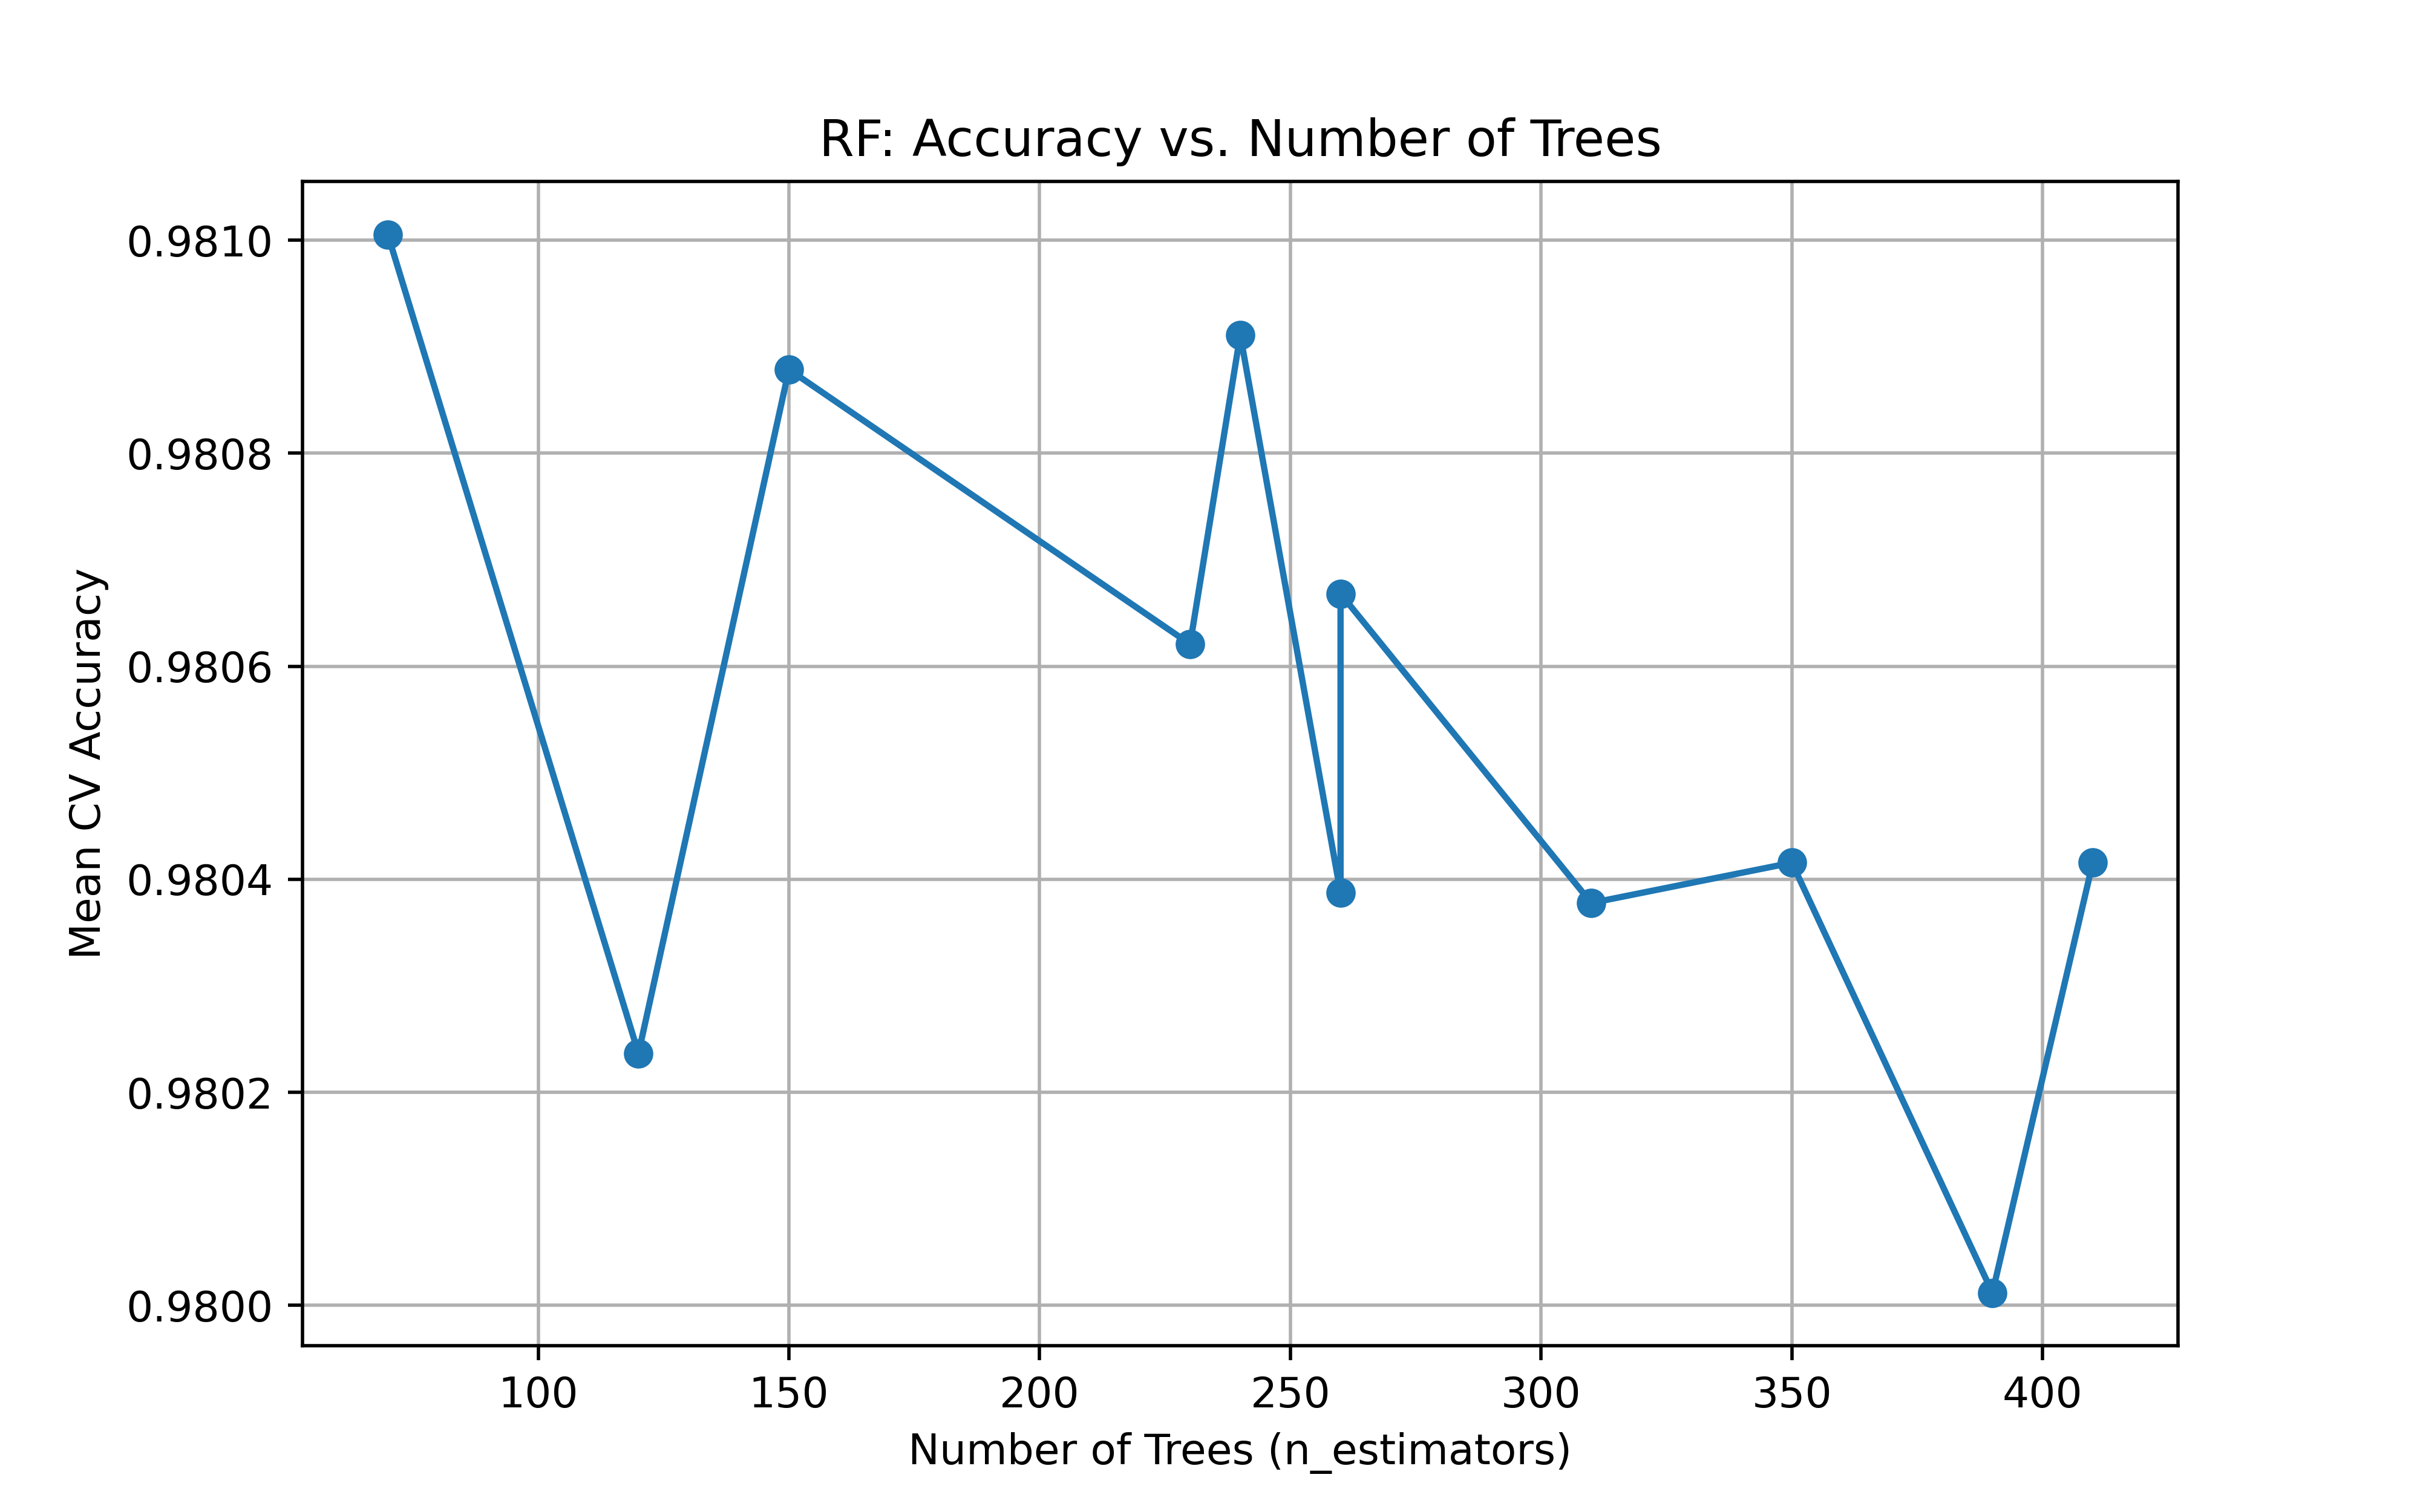 RF: Accuracy vs. Number of Trees
0.9810
0.9808
0.9806
0.9804
0.9802
0.9800
Mean CV Accuracy
100 150 200 250 300 350 400
Number of Trees (n_estimators)